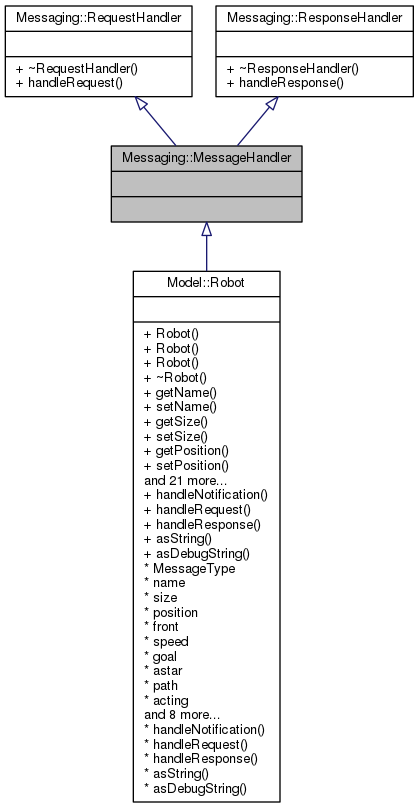 Messaging::RequestHandler
+ ~RequestHandler()
+ handleRequest()
Messaging::ResponseHandler
+ ~ResponseHandler()
+ handleResponse()
Messaging::MessageHandler
Model::Robot
+ Robot()
+ Robot()
+ Robot()
+ ~Robot()
+ getName()
+ setName()
+ getSize()
+ setSize()
+ getPosition()
+ setPosition()
and 21 more...
+ handleNotification()
+ handleRequest()
+ handleResponse()
+ asString()
+ asDebugString()
* MessageType
* name
* size
* position
* front
* speed
* goal
* astar
* path
* acting
and 8 more...
* handleNotification()
* handleRequest()
* handleResponse()
* asString()
* asDebugString()